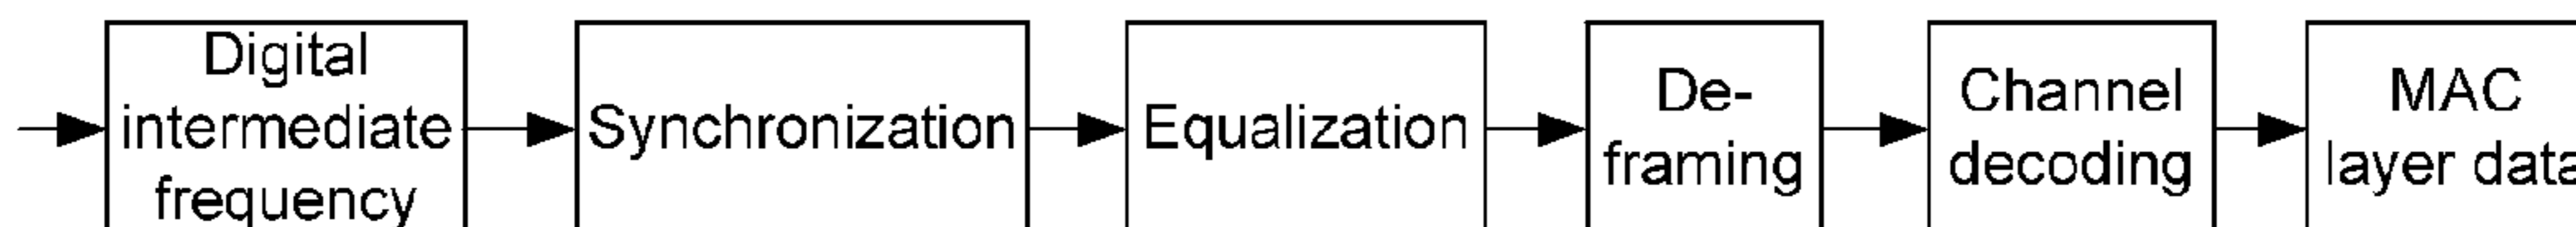 Digital
intermediate
frequency
Synchronization
Equalization
De-
framing
Channel
decoding
MAC
layer data